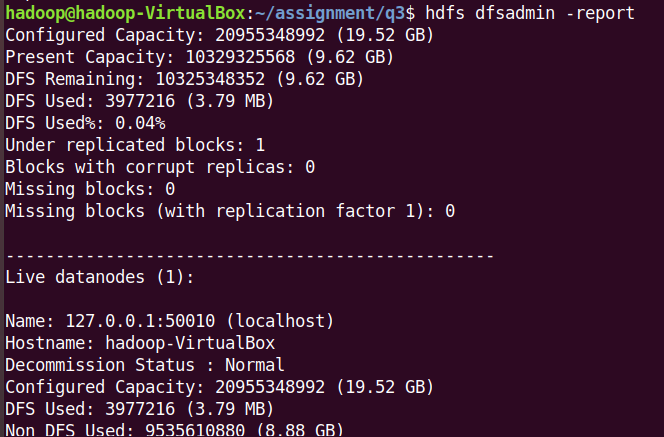 hadoop@hadoop-VirtualBox:~/assignment/q3$ hdfs dfsadmin -report
Configured Capacity: 20955348992 (19.52 GB)
Present Capacity: 10329325568 (9.62 GB)
DFS Remaining: 10325348352 (9.62 GB)
DFS Used: 3977216 (3.79 MB)
DFS Used%: 0.04%
Under replicated blocks: 1
Blocks with corrupt replicas: 0
Missing blocks: 0
Missing blocks (with replication factor 1): 0
-------------------------------------------------
Live datanodes (1):
Name: 127.0.0.1:50010 (localhost)
Hostname: hadoop-VirtualBox
Decommission Status : Normal
Configured Capacity: 20955348992 (19.52 GB)
DFS Used: 3977216 (3.79 MB)
Non DFS Used: 9535610880 (8.88 GB)